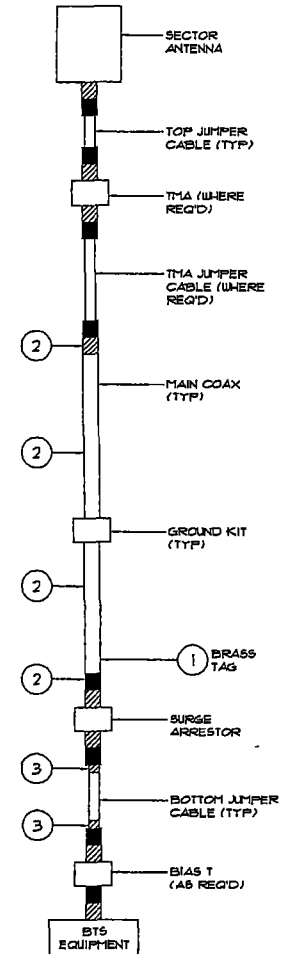 SECTOR
ANTENNA
TOP JUMPER
CABLE (TYP)
TMA (WHERE
REQ'D)
TMA JUMPER
CABLE (WHERE
REQ'D)
2
MAIN COAX
(TYP)
2
GROUND KIT
(TYP)
2
1 BRASS
TAG
2
SURGE
ARRESTOR
3
BOTTOM JUMPER
CABLE (TYP)
3
BIAS T
(AS REQ'D)
BTS
EQUIPMENT